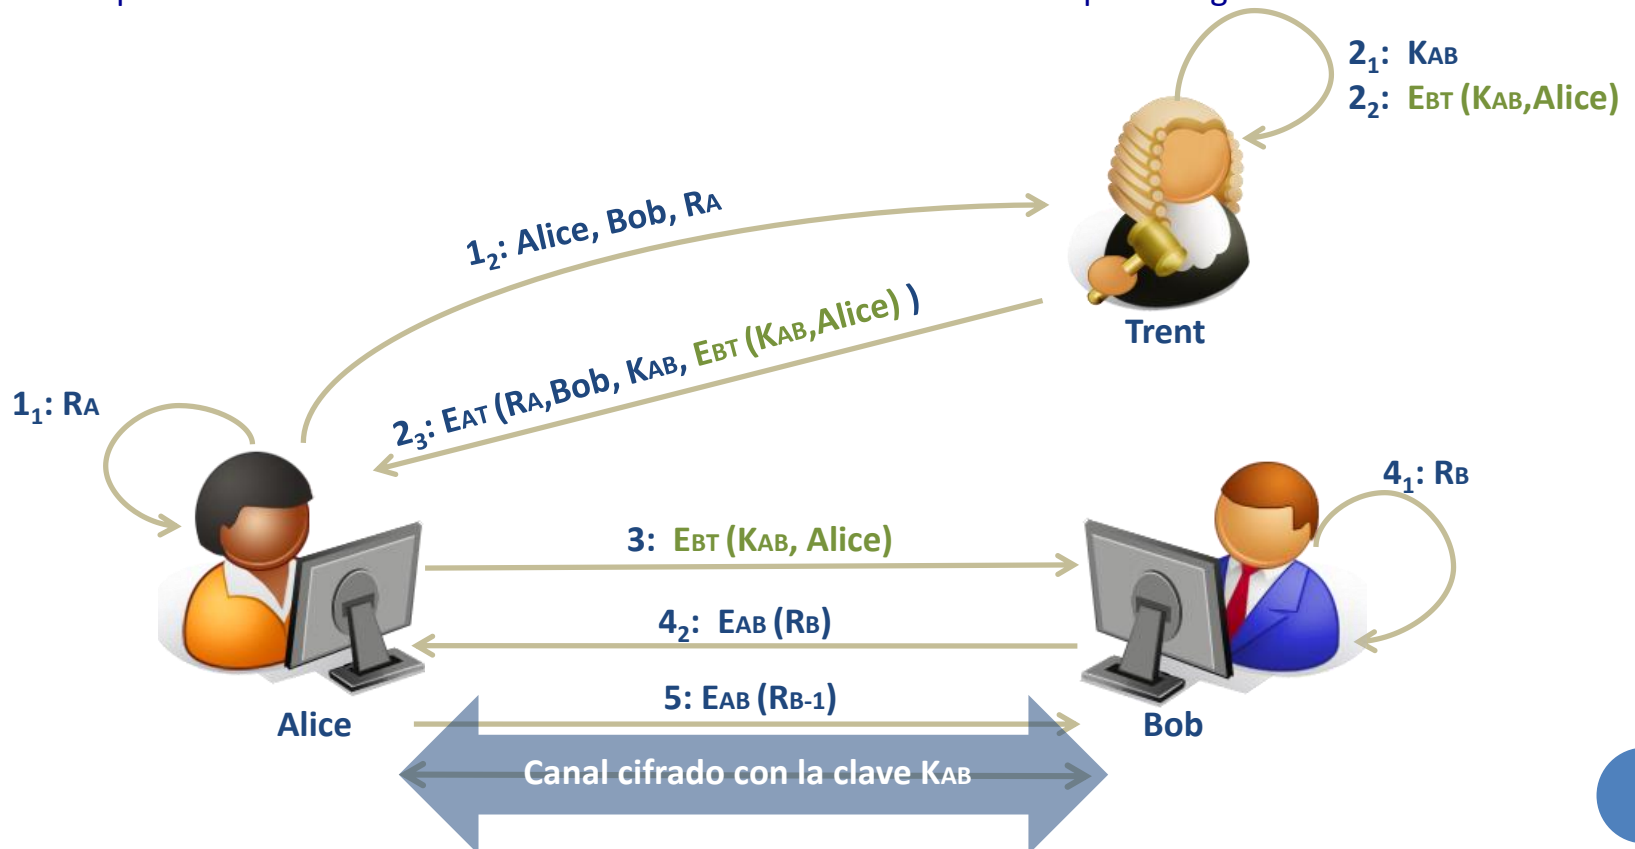 2₁: KAB
2₂: EBT (KAB,Alice)
1₂: Alice, Bob, RA
Trent
2₃: EAT (RA,Bob, KAB, EBT (KAB,Alice) )
1₁: RA
4₁: RB
3: EBT (KAB, Alice)
4₂: EAB (RB)
5: EAB (RB-1)
Alice
Bob
Canal cifrado con la clave KAB